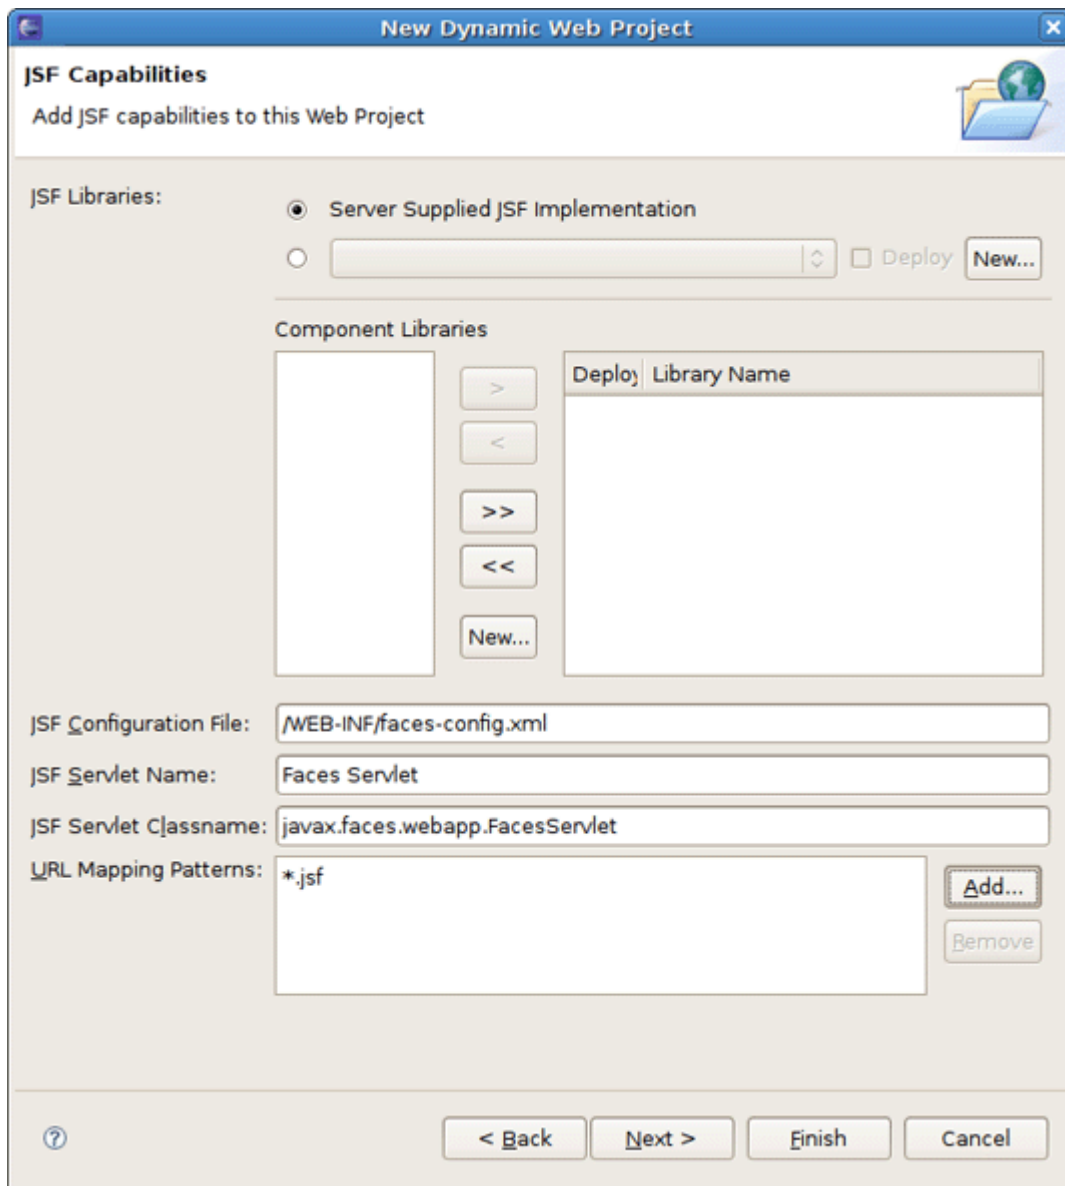 New Dynamic Web Project
JSF Capabilities
Add JSF capabilities to this Web Project
JSF Libraries:
Server Supplied JSF Implementation
Deploy New...
Component Libraries
> Deploy Library Name
<
>>
<<
New...
JSF Configuration File: /WEB-INF/faces-config.xml
JSF Servlet Name: Faces Servlet
JSF Servlet Classname: javax.faces.webapp.FacesServlet
URL Mapping Patterns: *.jsf Add...
Remove
? < Back Next > Finish Cancel